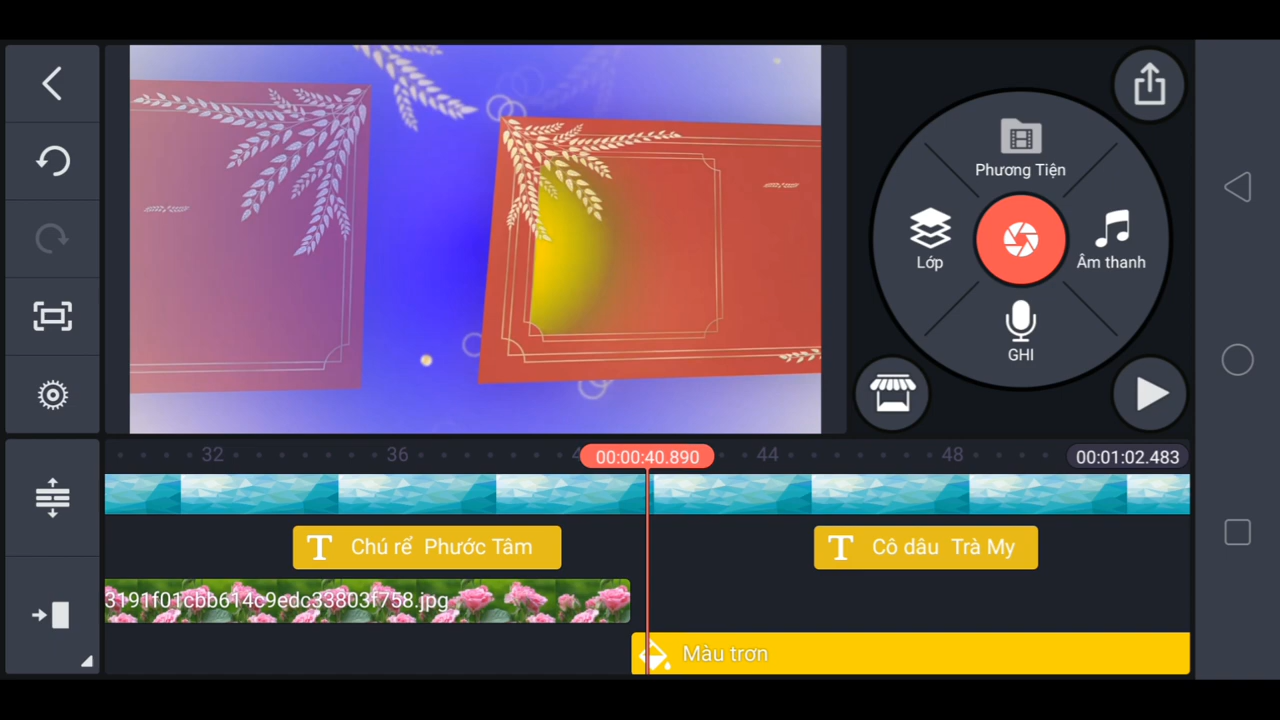 Phương Tiện
Lớp
Âm thanh
GHI
32
36
00:00:40.890
44
48
00:01:02.483
Chú rể Phước Tâm
Cô dâu Trà My
3191f01cbb614c9edc33803f758.jpg
Màu trơn